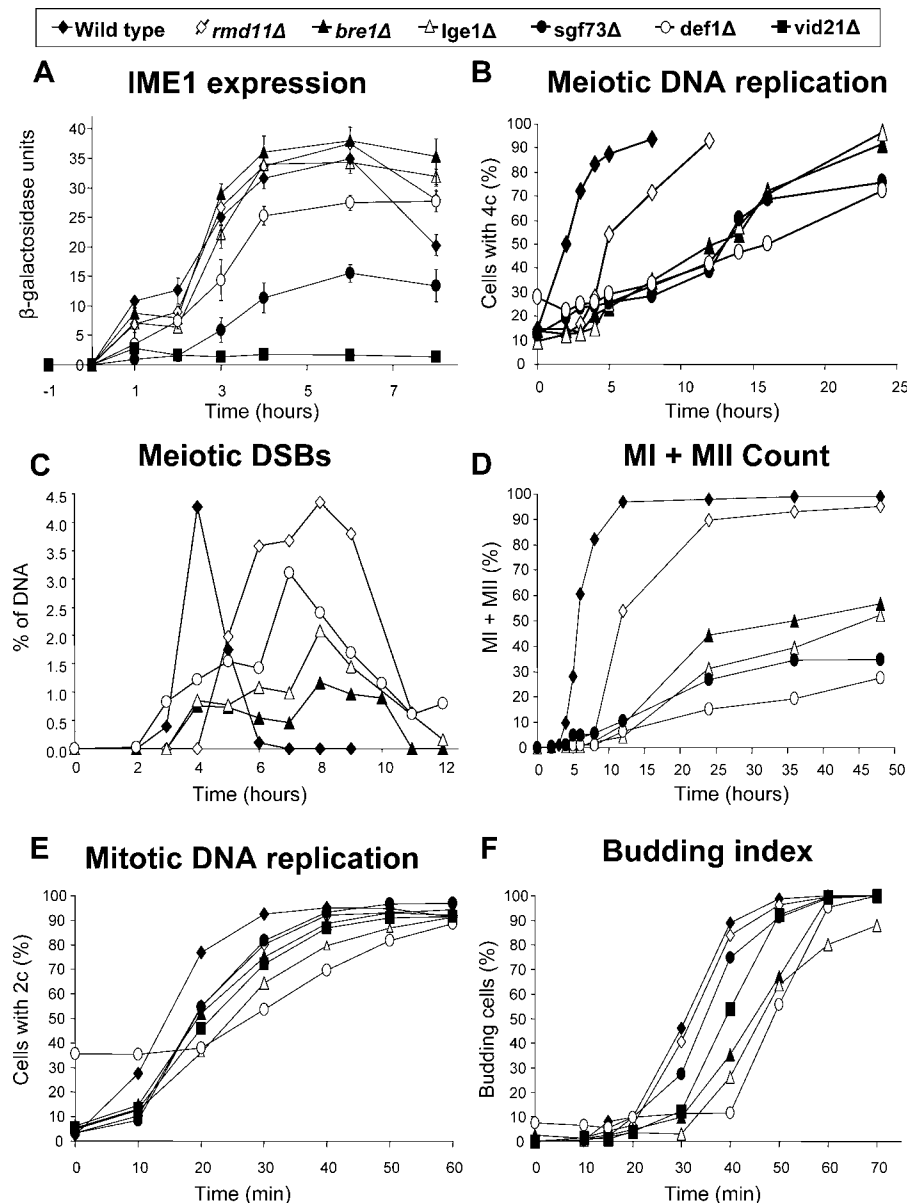 Wild type rmd11Δ bre1Δ lge1Δ sgf73Δ def1Δ vid21Δ
A IME1 expression
β-galactosidase units
40
35
30
25
20
15
10
5
0
-1 1 3 5 7
Time (hours)
B Meiotic DNA replication
Cells with 4c (%)
100
90
80
70
60
50
40
30
20
10
0
0 5 10 15 20 25
Time (hours)
C Meiotic DSBs
% of DNA
4.5
4.0
3.5
3.0
2.5
2.0
1.5
1.0
0.5
0.0
0 2 4 6 8 10 12
Time (hours)
D MI + MII Count
MI + MII (%)
100
90
80
70
60
50
40
30
20
10
0
0 5 10 15 20 25 30 35 40 45 50
Time (hours)
E Mitotic DNA replication
Cells with 2c (%)
100
90
80
70
60
50
40
30
20
10
0
0 10 20 30 40 50 60
Time (min)
F Budding index
Budding cells (%)
100
90
80
70
60
50
40
30
20
10
0
0 10 20 30 40 50 60 70
Time (min)